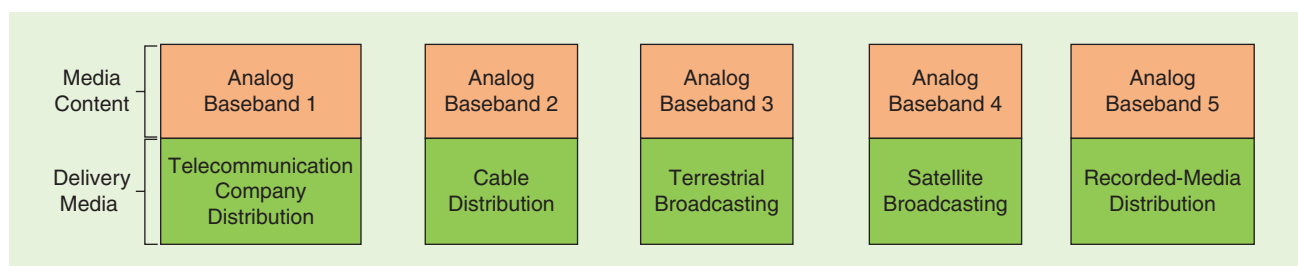 Media
Content
Analog
Baseband 1
Analog
Baseband 2
Analog
Baseband 3
Analog
Baseband 4
Analog
Baseband 5
Delivery
Media
Telecommunication
Company
Distribution
Cable
Distribution
Terrestrial
Broadcasting
Satellite
Broadcasting
Recorded-Media
Distribution